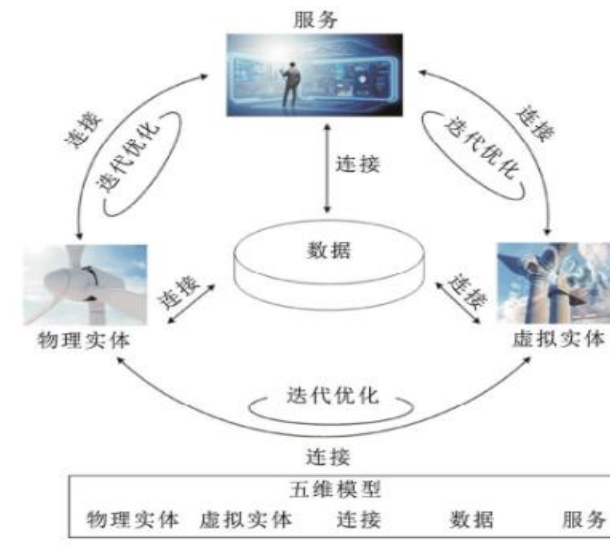 服务
连接
迭代优化
连接
迭代优化
连接
数据
连接
连接
物理实体
虚拟实体
迭代优化
连接
五维模型
物理实体 虚拟实体 连接 数据 服务